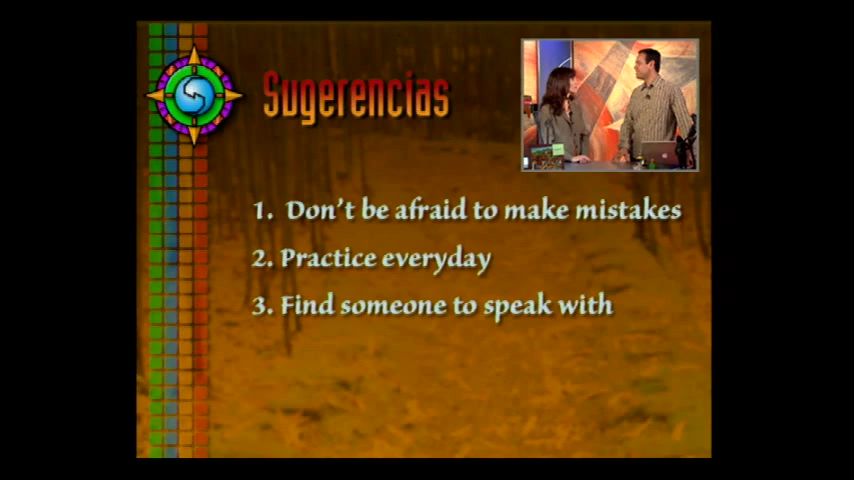 Sugerencias
1. Don't be afraid to make mistakes
2. Practice everyday
3. Find someone to speak with